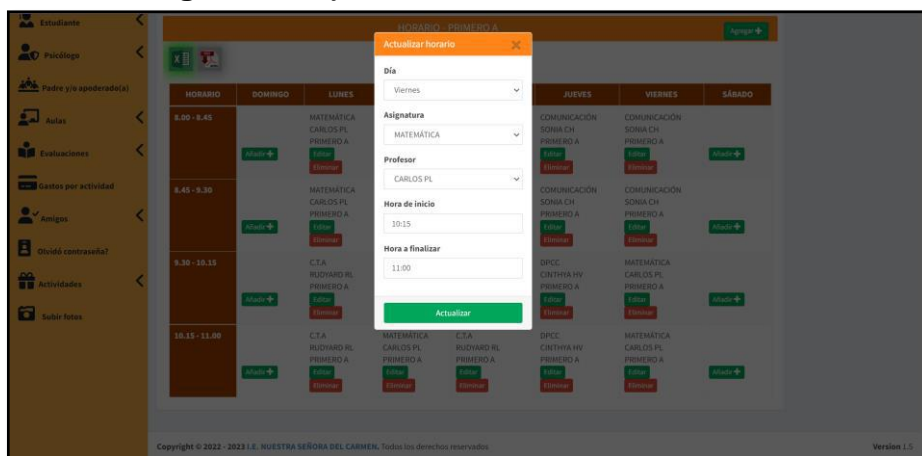 Estudiante
Psicólogo
Padre y/o apoderado(a)
Aulas
Evaluaciones
Gastos por actividad
Amigos
Olvidó contraseña?
Actividades
Subir fotos
HORARIO - PRIMERO A
Agregar
HORARIO DOMINGO LUNES JUEVES VIERNES SÁBADO
8.00 - 8.45
Añadir
MATEMÁTICA
CARLOS PL
PRIMERO A
Editar
Eliminar
COMUNICACIÓN
SONIA CH
PRIMERO A
Editar
Eliminar
COMUNICACIÓN
SONIA CH
PRIMERO A
Editar
Eliminar
Añadir
8.45 - 9.30
Añadir
MATEMÁTICA
CARLOS PL
PRIMERO A
Editar
Eliminar
COMUNICACIÓN
SONIA CH
PRIMERO A
Editar
Eliminar
COMUNICACIÓN
SONIA CH
PRIMERO A
Editar
Eliminar
Añadir
9.30 - 10.15
Añadir
C.T.A
RUDYARD RL
PRIMERO A
Editar
Eliminar
DPCC
CINTHYA HV
PRIMERO A
Editar
Eliminar
MATEMÁTICA
CARLOS PL
PRIMERO A
Editar
Eliminar
Añadir
10.15 - 11.00
Añadir
C.T.A
RUDYARD RL
PRIMERO A
Editar
Eliminar
MATEMÁTICA
CARLOS PL
PRIMERO A
Editar
Eliminar
C.T.A
RUDYARD RL
PRIMERO A
Editar
Eliminar
DPCC
CINTHYA HV
PRIMERO A
Editar
Eliminar
MATEMÁTICA
CARLOS PL
PRIMERO A
Editar
Eliminar
Añadir
Actualizar horario
Día
Viernes
Asignatura
MATEMÁTICA
Profesor
CARLOS PL
Hora de inicio
10:15
Hora a finalizar
11:00
Actualizar
Copyright © 2022 - 2023 I.E. NUESTRA SEÑORA DEL CARMEN. Todos los derechos reservados.
Version 1.5